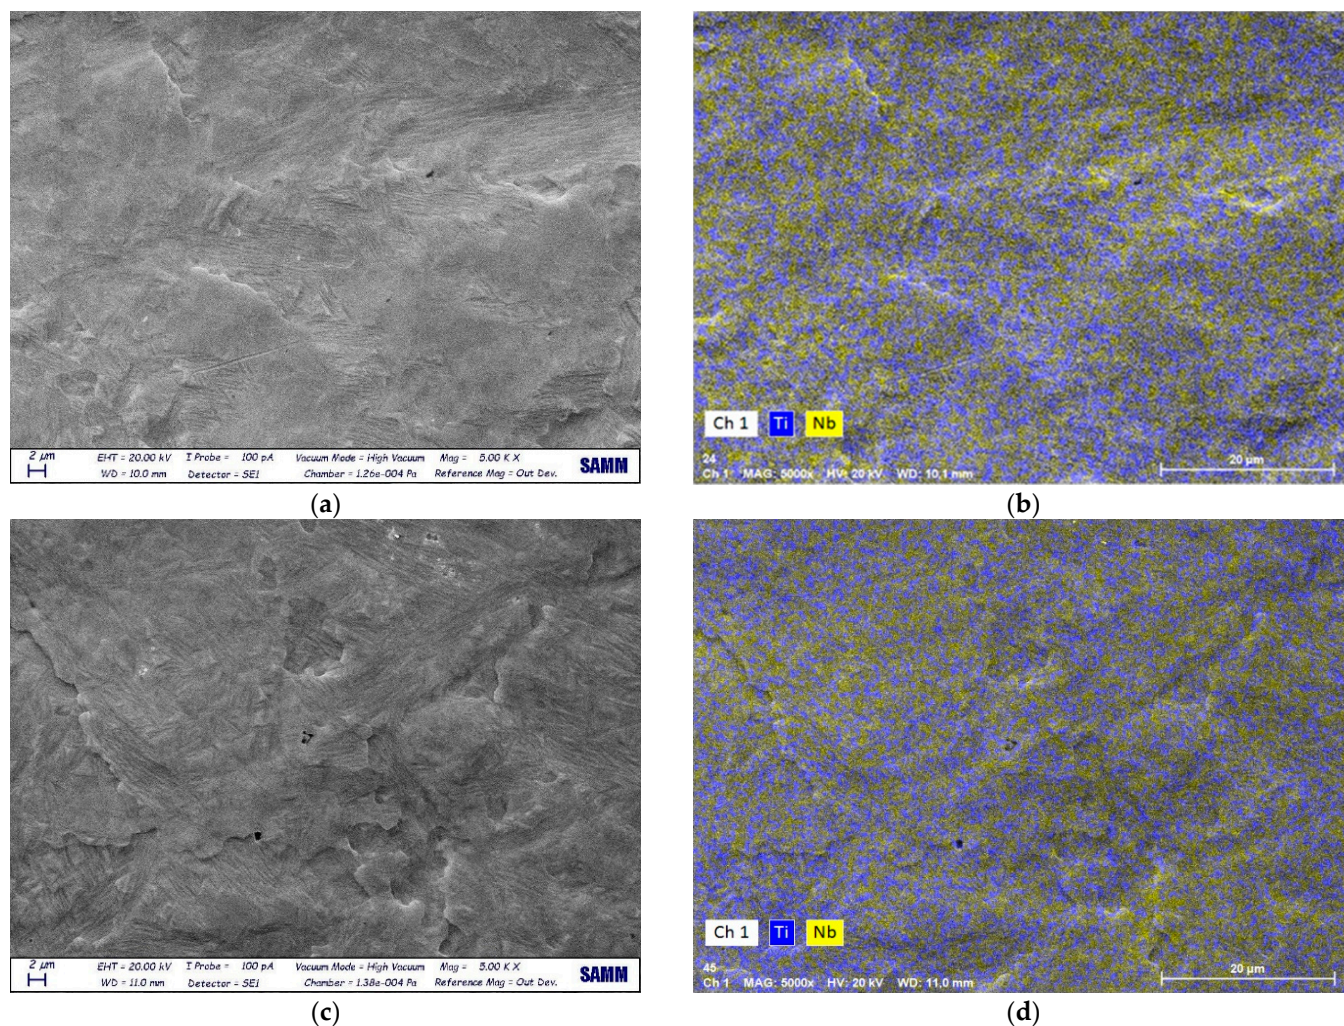 2 µm
EHT = 20.00 kV I Probe = 100 pA Vacuum Mode = High Vacuum Mag = 5.00 K X
WD = 10.0 mm Detector = SE1 Chamber = 1.26e-004 Pa Reference Mag = Out Dev.
SAMM
Ch 1 Ti Nb
24
Ch 1 MAG: 5000x HV: 20 kV WD: 10,1 mm
20 µm
(a)
(b)
2 µm
EHT = 20.00 kV I Probe = 100 pA Vacuum Mode = High Vacuum Mag = 5.00 K X
WD = 11.0 mm Detector = SE1 Chamber = 1.38e-004 Pa Reference Mag = Out Dev.
SAMM
Ch 1 Ti Nb
45
Ch 1 MAG: 5000x HV: 20 kV WD: 11,0 mm
20 µm
(c)
(d)